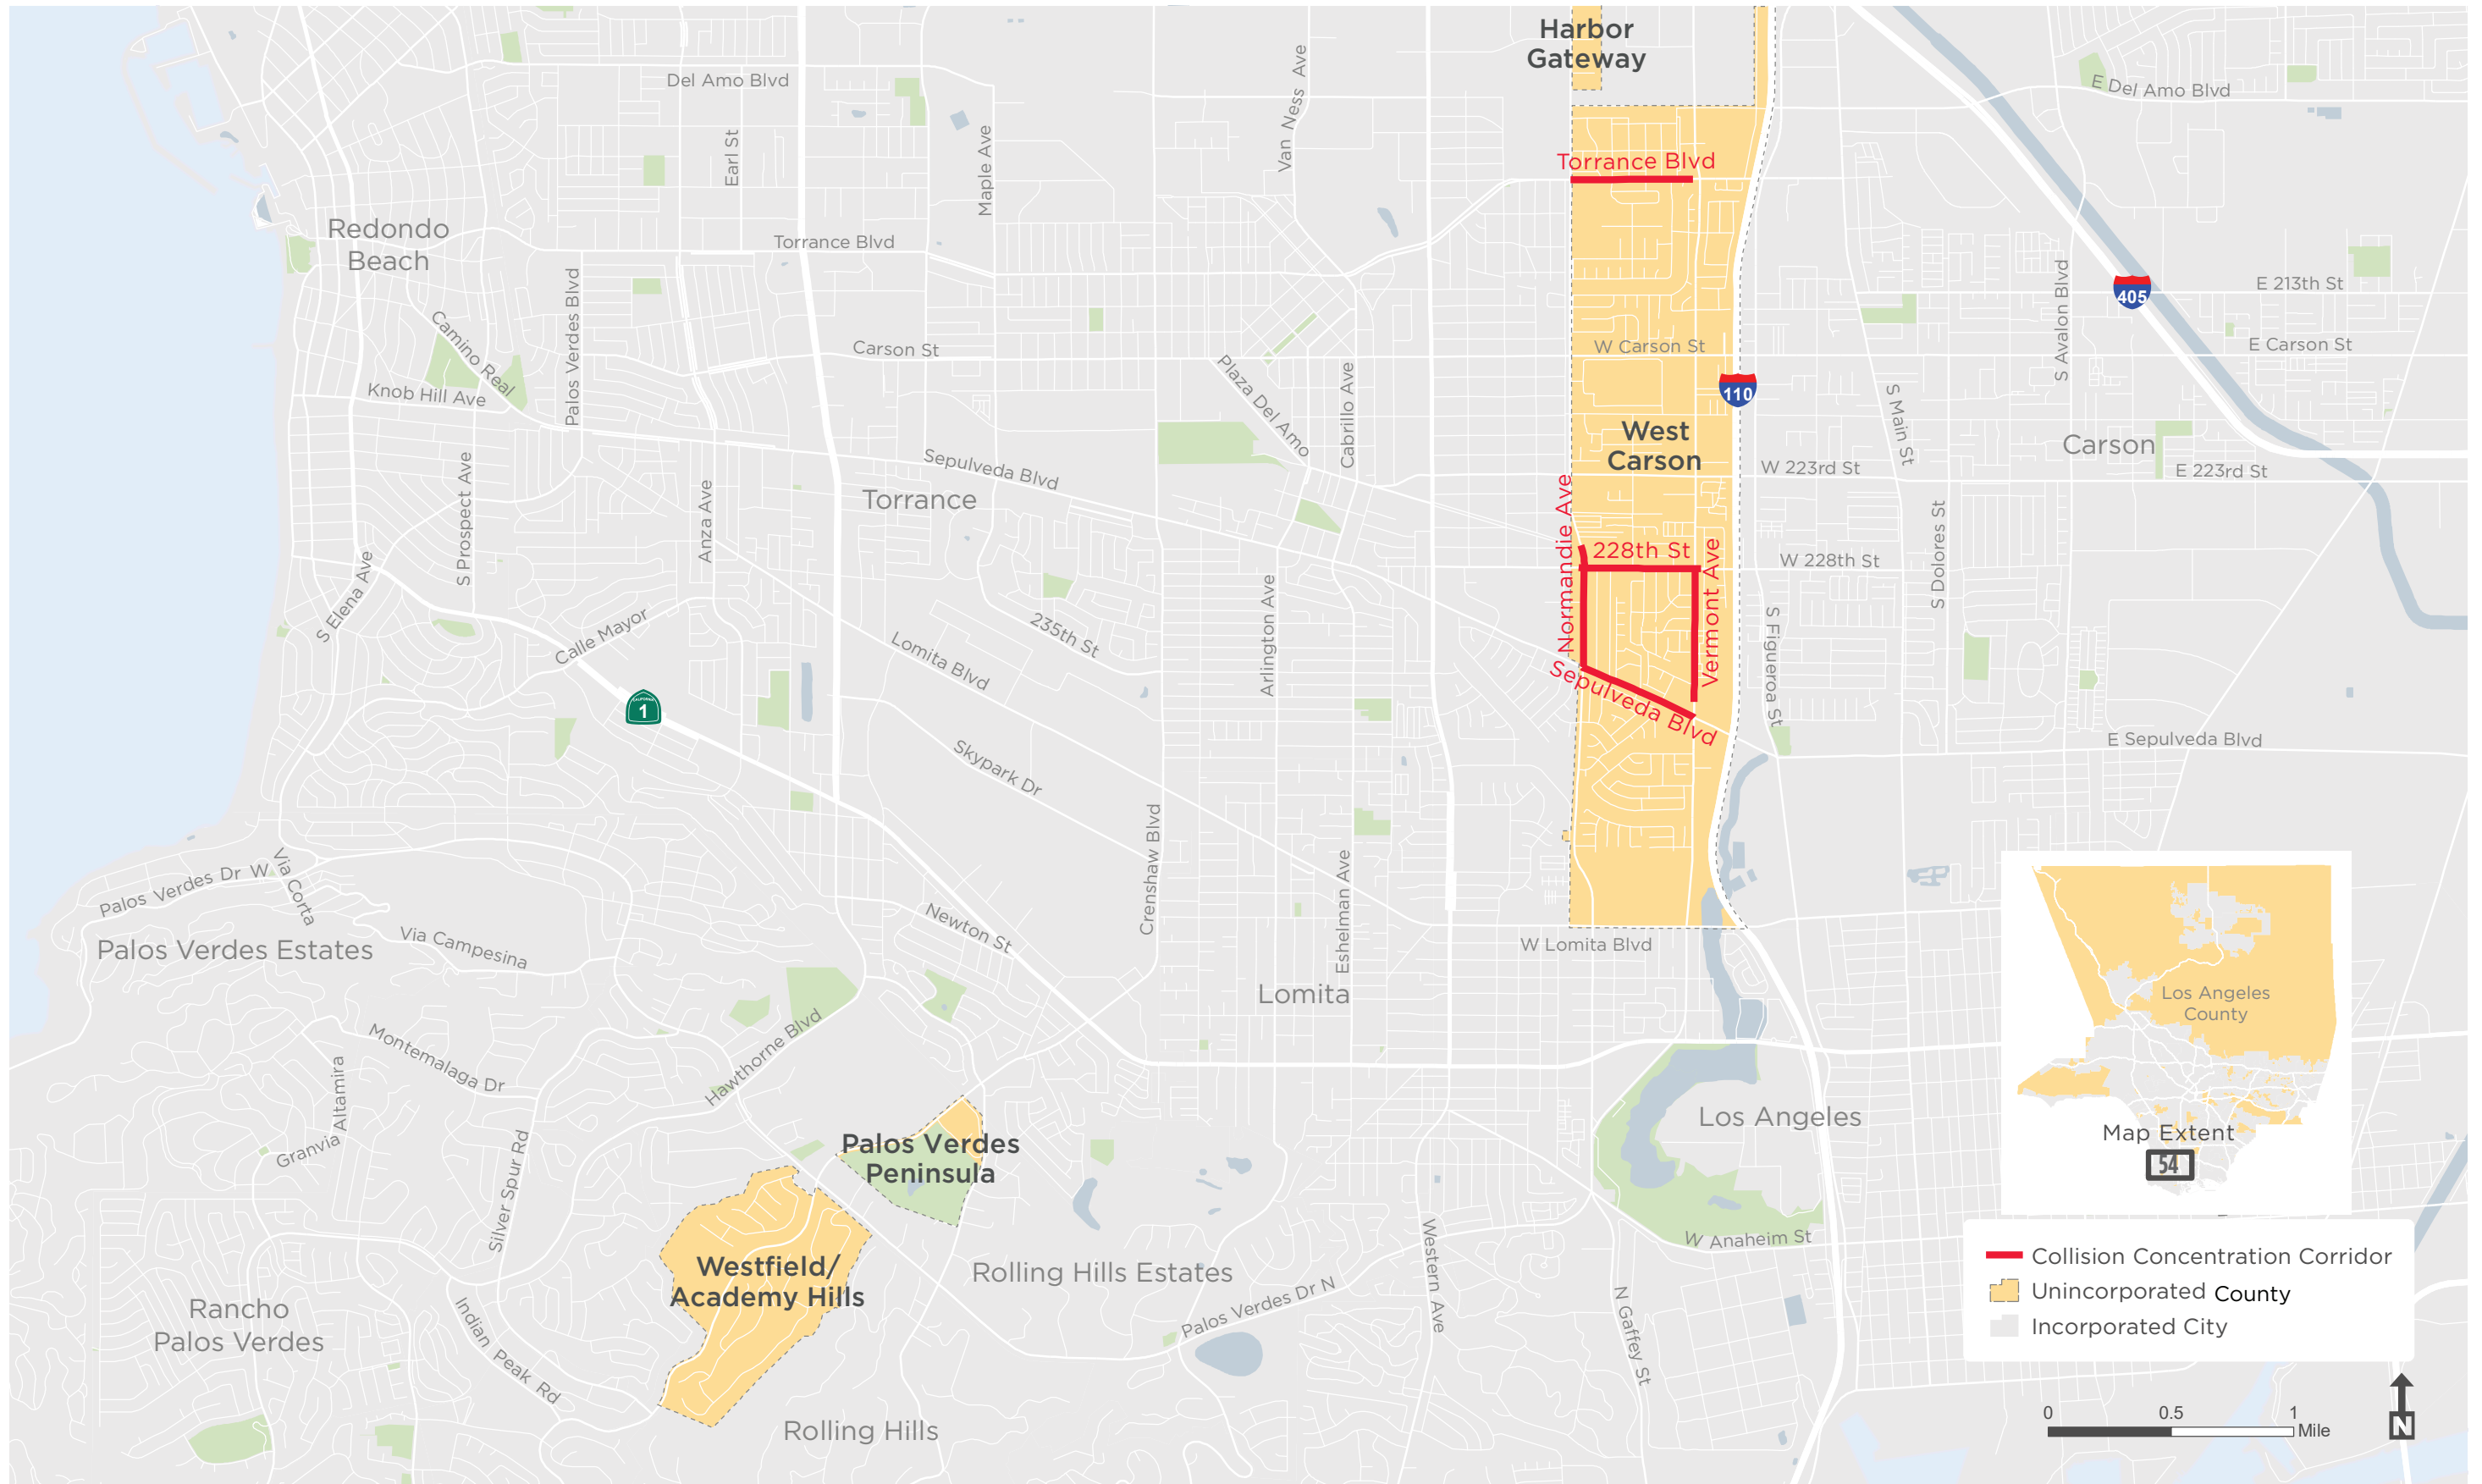 Harbor
Gateway
Del Amo Blvd
E Del Amo Blvd
Earl St
Maple Ave
Van Ness Ave
Torrance Blvd
Redondo
Beach
Torrance Blvd
Palos Verdes Blvd
Camino Real
Knob Hill Ave
Carson St
Plaza Del Amo
Cabrillo Ave
W Carson St
110
405
S Avalon Blvd
E 213th St
E Carson St
S Main St
West
Carson
Carson
W 223rd St
E 223rd St
S Prospect Ave
Anza Ave
Sepulveda Blvd
Torrance
Normandie Ave
228th St
Vermont Ave
W 228th St
S Dolores St
S Elena Ave
Calle Mayor
235th St
Lomita Blvd
Arlington Ave
Sepulveda Blvd
S Figueroa St
CALIFORNIA
1
E Sepulveda Blvd
Skypark Dr
Crenshaw Blvd
Eshelman Ave
Palos Verdes Dr W
Via Corta
Palos Verdes Estates
Via Campesina
Newton St
W Lomita Blvd
Lomita
Los Angeles
County
Montemalaga Dr
Hawthorne Blvd
Granvia Altamira
Silver Spur Rd
Palos Verdes
Peninsula
Los Angeles
Map Extent
54
W Anaheim St
Westfield/
Academy Hills
Rolling Hills Estates
Palos Verdes Dr N
Western Ave
N Gaffey St
Rancho
Palos Verdes
Indian Peak Rd
Rolling Hills
Collision Concentration Corridor
Unincorporated County
Incorporated City
0 0.5 1
Mile
N